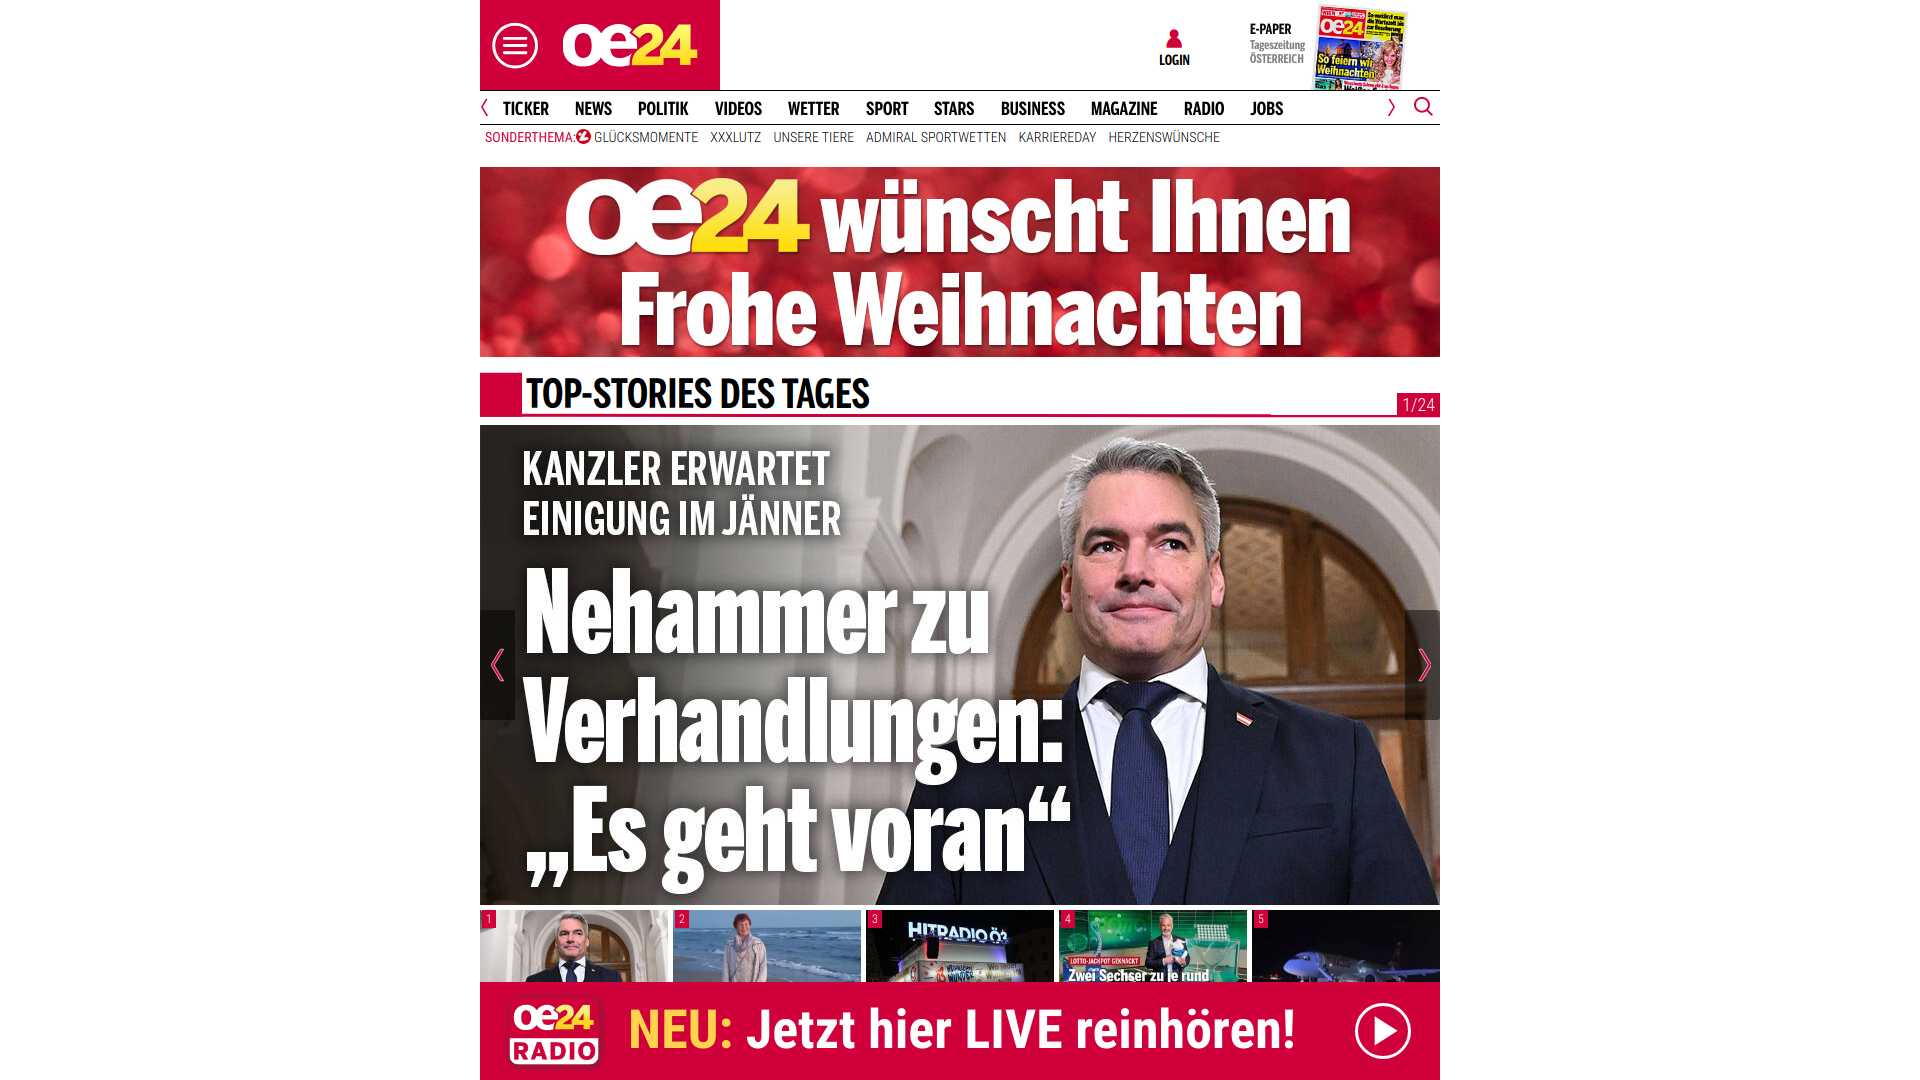 oe24
LOGIN
E-PAPER
Tageszeitung
ÖSTERREICH
oe24
So feiern wir
Weihnachten
TICKER NEWS POLITIK VIDEOS WETTER SPORT STARS BUSINESS MAGAZINE RADIO JOBS
SONDERTHEMA: GLÜCKSMOMENTE XXXLUTZ UNSERE TIERE ADMIRAL SPORTWETTEN KARRIEREDAY HERZENSWÜNSCHE
oe24 wünscht Ihnen
Frohe Weihnachten
TOP-STORIES DES TAGES
1/24
KANZLER ERWARTET
EINIGUNG IM JÄNNER
Nehammer zu
Verhandlungen:
„Es geht voran“
1
2
3
HITRADIO Ö3
4
LOTTO-JACKPOT GEKNACKT
Zwei Sechser zu je rund
5
oe24
RADIO
NEU: Jetzt hier LIVE reinhören!